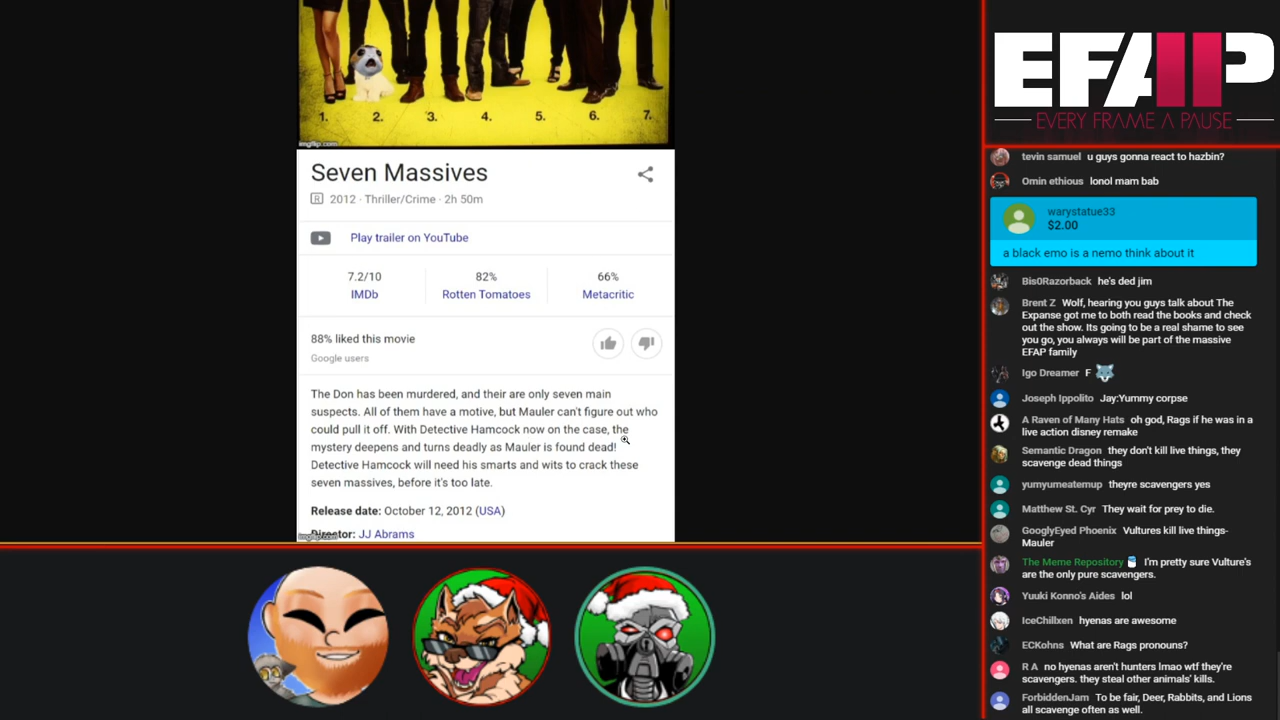 1. 2. 3. 4. 5. 6. 7.
imgflip.com
Seven Massives
R 2012 · Thriller/Crime · 2h 50m
Play trailer on YouTube
7.2/10 82% 66%
IMDb Rotten Tomatoes Metacritic
88% liked this movie
Google users
The Don has been murdered, and their are only seven main
suspects. All of them have a motive, but Mauler can't figure out who
could pull it off. With Detective Hamcock now on the case, the
mystery deepens and turns deadly as Mauler is found dead!
Detective Hamcock will need his smarts and wits to crack these
seven massives, before it's too late.
Release date: October 12, 2012 (USA)
Director: JJ Abrams
imgflip.com
EFAP
EVERY FRAME A PAUSE
tevin samuel u guys gonna react to hazbin?
Omin ethious lonol mam bab
warystatue33
$2.00
a black emo is a nemo think about it
Bis0Razorback he's ded jim
Brent Z Wolf, hearing you guys talk about The
Expanse got me to both read the books and check
out the show. Its going to be a real shame to see
you go, you always will be part of the massive
EFAP family
Igo Dreamer F
Joseph Ippolito Jay:Yummy corpse
A Raven of Many Hats oh god, Rags if he was in a
live action disney remake
Semantic Dragon they don't kill live things, they
scavenge dead things
yumyumeatemup theyre scavengers yes
Matthew St. Cyr They wait for prey to die.
GooglyEyed Phoenix Vultures kill live things-
Mauler
The Meme Repository I'm pretty sure Vulture's
are the only pure scavengers.
Yuuki Konno's Aides lol
IceChillxen hyenas are awesome
ECKohns What are Rags pronouns?
R A no hyenas aren't hunters lmao wtf they're
scavengers. they steal other animals' kills.
ForbiddenJam To be fair, Deer, Rabbits, and Lions
all scavenge often as well.